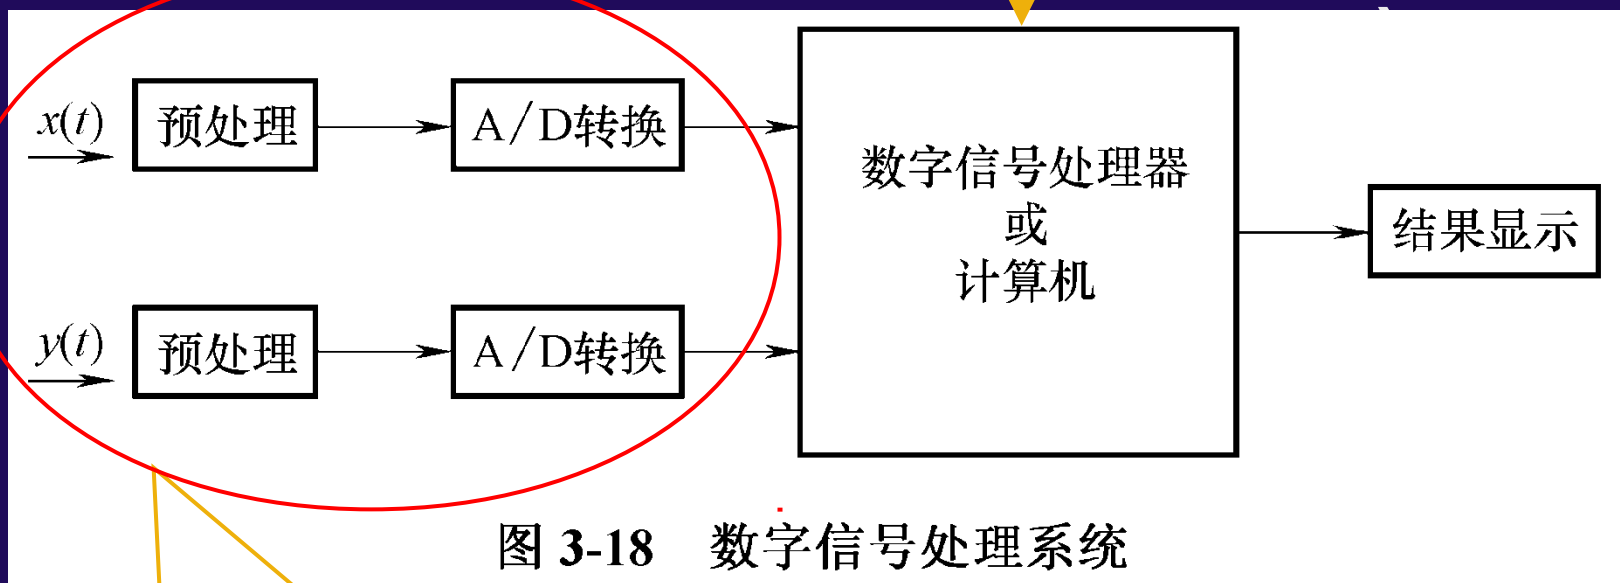 x(t)
预处理
A/D转换
数字信号处理器
或
计算机
结果显示
y(t)
预处理
A/D转换
图 3-18 数字信号处理系统